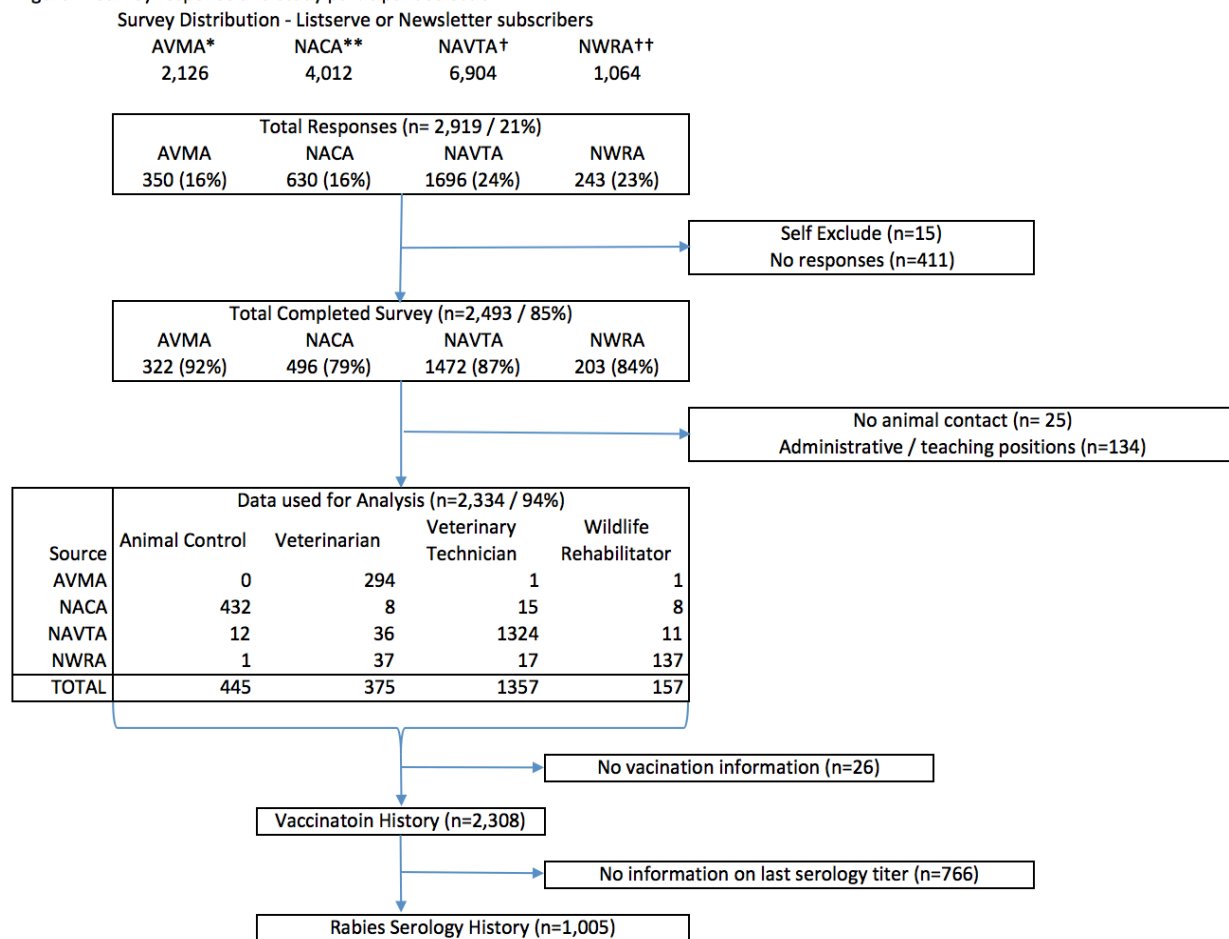 Survey Distribution - Listserve or Newsletter subscribers
AVMA* NACA** NAVTA† NWRA††
2,126 4,012 6,904 1,064
Total Responses (n= 2,919 / 21%)
AVMA NACA NAVTA NWRA
350 (16%) 630 (16%) 1696 (24%) 243 (23%)
Self Exclude (n=15)
No responses (n=411)
Total Completed Survey (n=2,493 / 85%)
AVMA NACA NAVTA NWRA
322 (92%) 496 (79%) 1472 (87%) 203 (84%)
No animal contact (n= 25)
Administrative / teaching positions (n=134)
Data used for Analysis (n=2,334 / 94%)
Source Animal Control Veterinarian Veterinary Technician Wildlife Rehabilitator
AVMA 0 294 1 1
NACA 432 8 15 8
NAVTA 12 36 1324 11
NWRA 1 37 17 137
TOTAL 445 375 1357 157
No vacination information (n=26)
Vaccinatoin History (n=2,308)
No information on last serology titer (n=766)
Rabies Serology History (n=1,005)